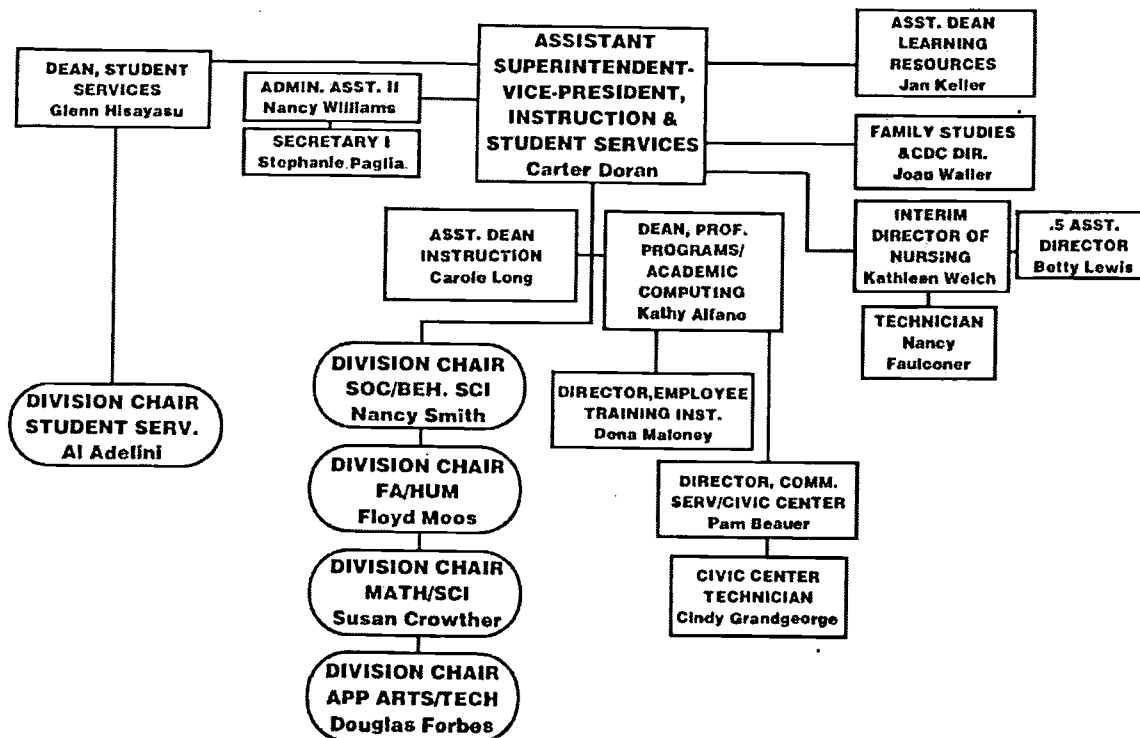 DEAN, STUDENT
SERVICES
Glenn Hisayasu
ADMIN. ASST. II
Nancy Williams
SECRETARY I
Stephanie Paglia
ASSISTANT
SUPERINTENDENT-
VICE-PRESIDENT,
INSTRUCTION &
STUDENT SERVICES
Carter Doran
ASST. DEAN
LEARNING
RESOURCES
Jan Keller
FAMILY STUDIES
&CDC DIR.
Joan Waller
INTERIM
DIRECTOR OF
NURSING
Kathleen Welch
.5 ASST.
DIRECTOR
Betty Lewis
TECHNICIAN
Nancy
Faulconer
ASST. DEAN
INSTRUCTION
Carole Long
DEAN, PROF.
PROGRAMS/
ACADEMIC
COMPUTING
Kathy Alfano
DIVISION CHAIR
STUDENT SERV.
Al Adelini
DIVISION CHAIR
SOC/BEH. SCI
Nancy Smith
DIVISION CHAIR
FA/HUM
Floyd Moos
DIVISION CHAIR
MATH/SCI
Susan Crowther
DIVISION CHAIR
APP ARTS/TECH
Douglas Forbes
DIRECTOR,EMPLOYEE
TRAINING INST.
Dena Maloney
DIRECTOR, COMM.
SERV/CIVIC CENTER
Pam Beauer
CIVIC CENTER
TECHNICIAN
Cindy Grandgeorge